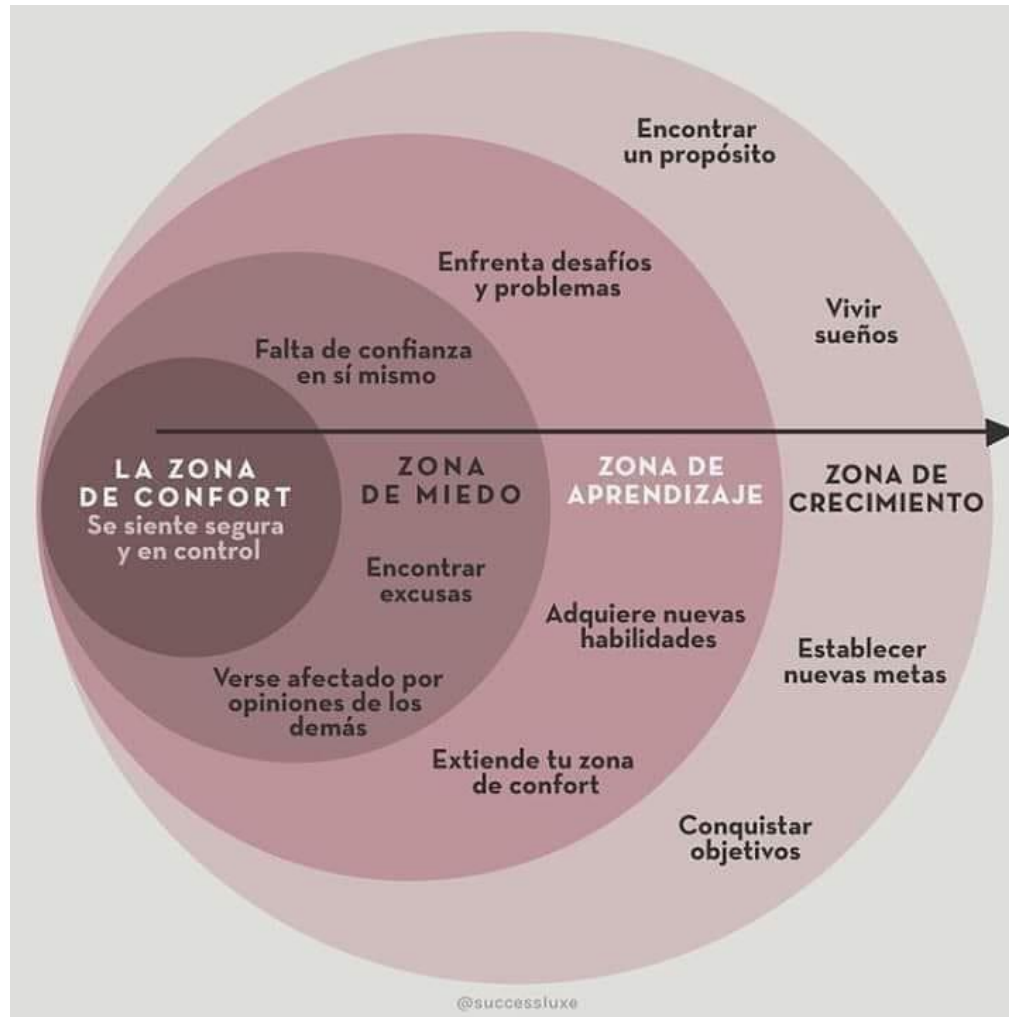 Encontrar
un propósito
Enfrenta desafíos
y problemas
Vivir
sueños
Falta de confianza
en sí mismo
LA ZONA
DE CONFORT
Se siente segura
y en control
ZONA
DE MIEDO
ZONA DE
APRENDIZAJE
ZONA DE
CRECIMIENTO
Encontrar
excusas
Adquiere nuevas
habilidades
Establecer
nuevas metas
Verse afectado por
opiniones de los
demás
Extiende tu zona
de confort
Conquistar
objetivos
@successluxe